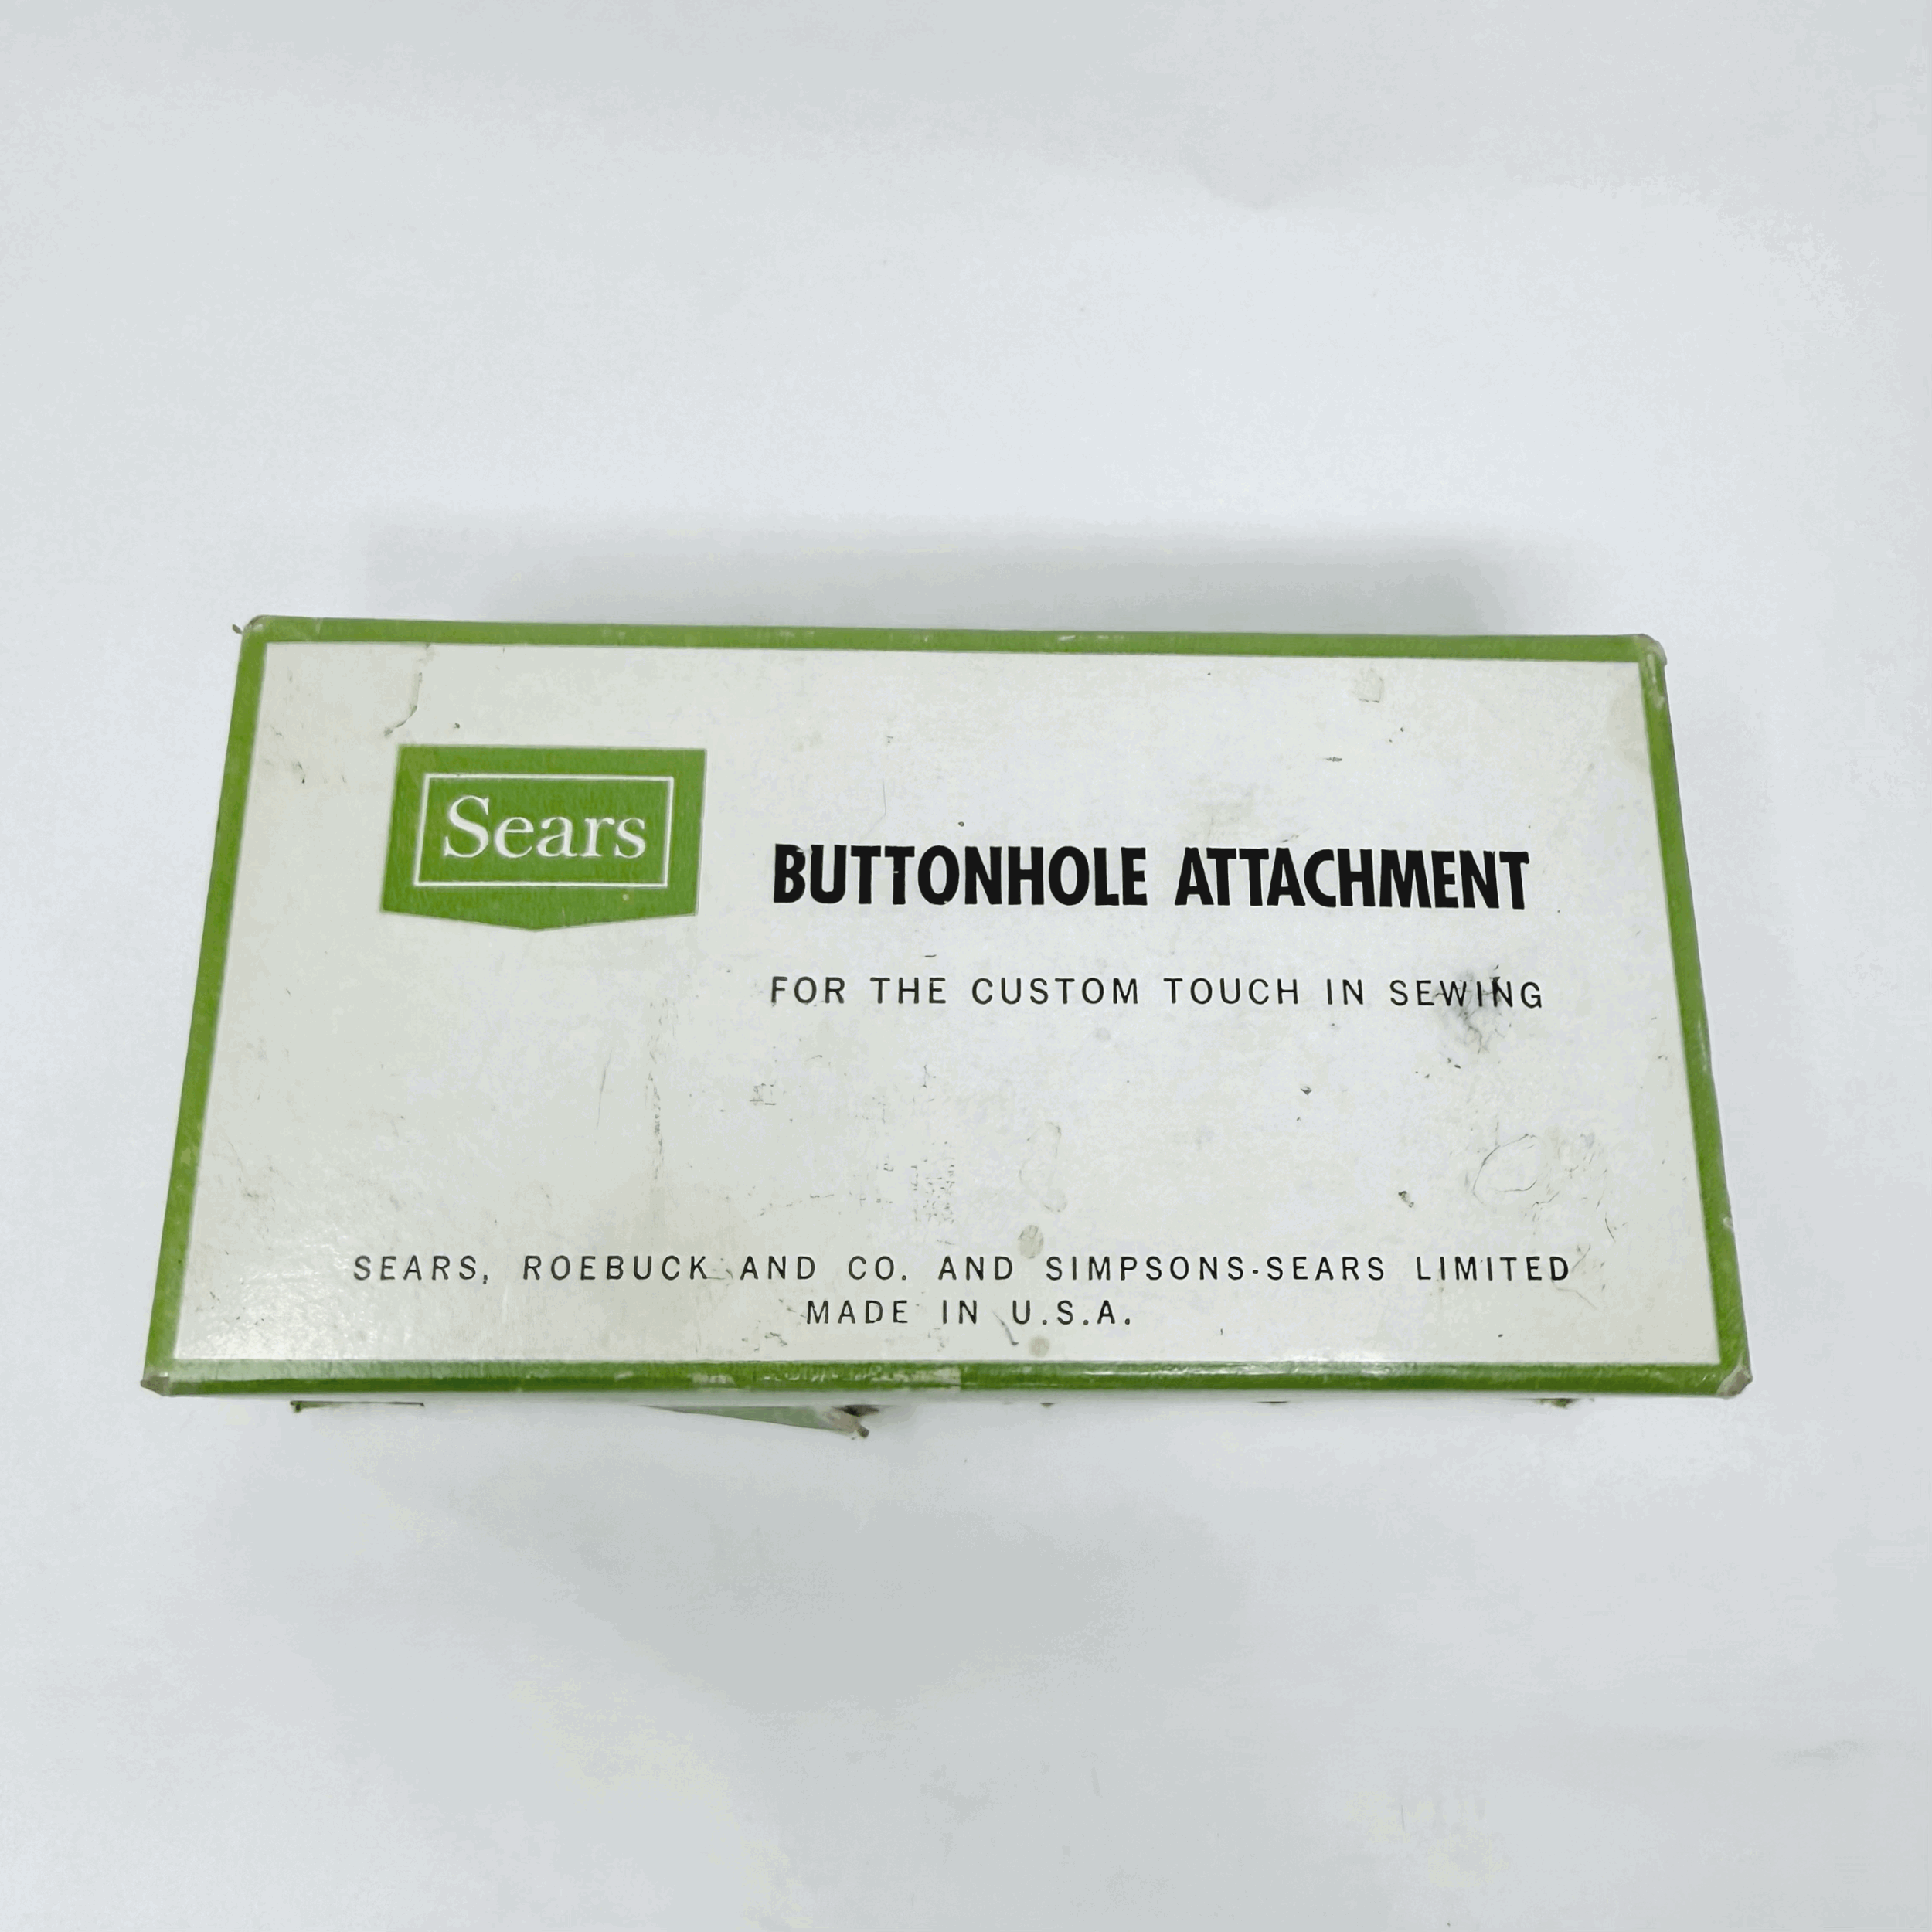 Sears
BUTTONHOLE ATTACHMENT
FOR THE CUSTOM TOUCH IN SEWING
SEARS, ROEBUCK AND CO. AND SIMPSONS-SEARS LIMITED
MADE IN U.S.A.